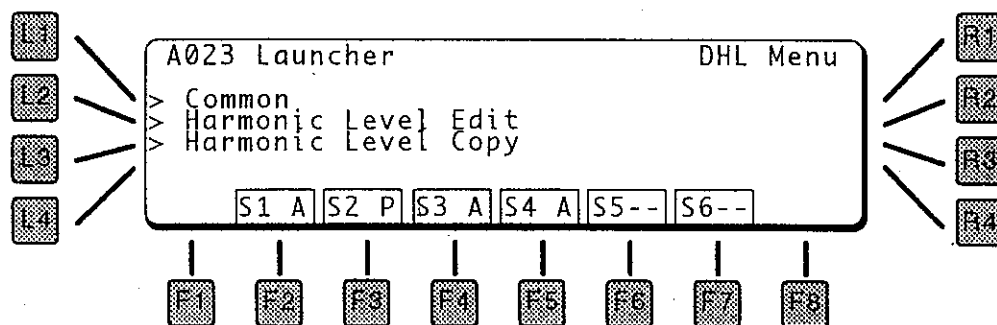 L1
R1
A023 Launcher DHL Menu
L2
R2
> Common
> Harmonic Level Edit
> Harmonic Level Copy
L3
R3
L4
R4
S1 A S2 P S3 A S4 A S5-- S6--
F1 F2 F3 F4 F5 F6 F7 F8